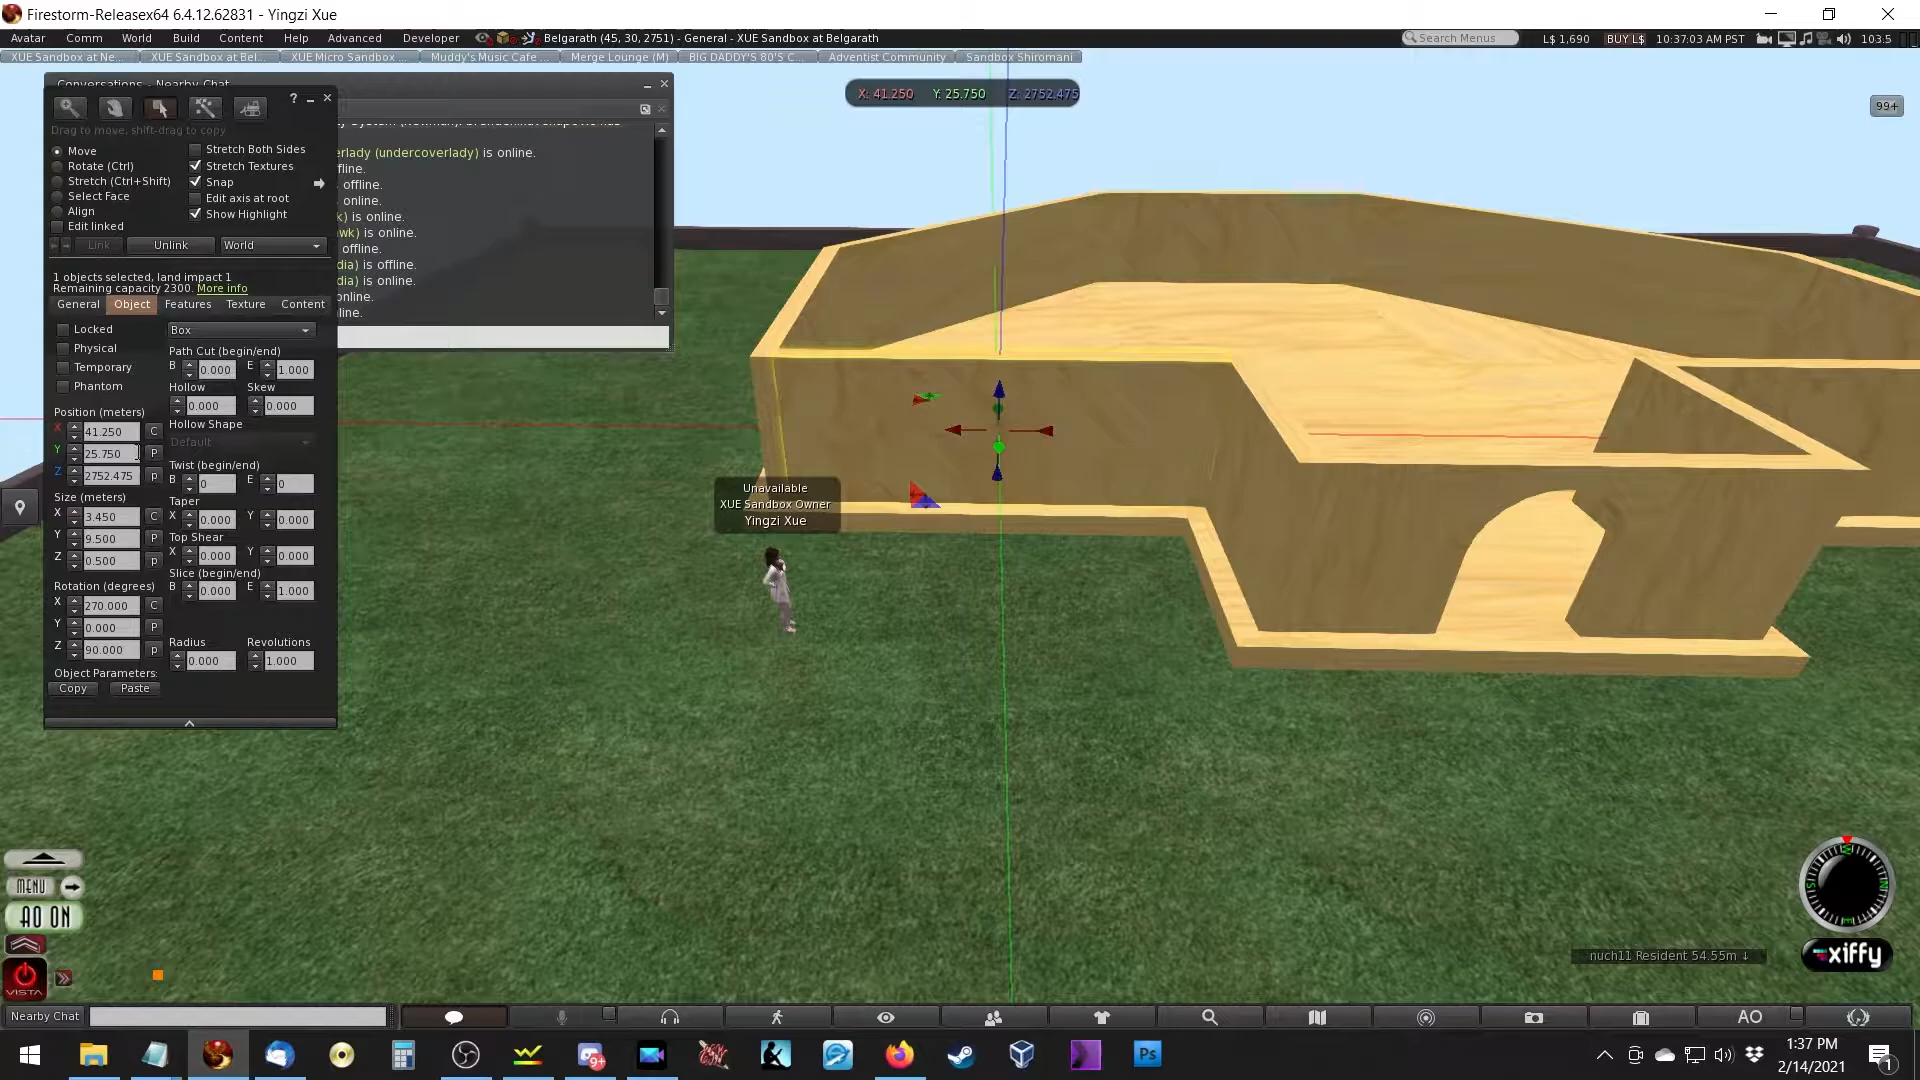 Firestorm-Releasex64 6.4.12.62831 - Yingzi Xue
Avatar Comm World Build Content Help Advanced Developer Belgarath (45, 30, 2751) - General - XUE Sandbox at Belgarath Search Menus L$ 1,690 BUY L$ 10:37:03 AM PST 103.5
XUE Sandbox at Ne... XUE Sandbox at Bel... XUE Micro Sandbox ... Muddy's Music Cafe ... Merge Lounge (M) BIG DADDY'S 80'S C... Adventist Community Sandbox Shiromani
Conversations - Nearby Chat
X: 41.250 Y: 25.750 Z: 2752.475
99+
?
Drag to move, shift-drag to copy
Move
Rotate (Ctrl)
Stretch (Ctrl+Shift)
Select Face
Align
Edit linked
Stretch Both Sides
Stretch Textures
Snap
Edit axis at root
Show Highlight
Link Unlink World
erlady (undercoverlady) is online.
fline.
offline.
online.
k) is online.
wk) is online.
offline.
dia) is offline.
dia) is online.
online.
line.
1 objects selected, land impact 1
Remaining capacity 2300. More info
General Object Features Texture Content
Locked
Physical
Temporary
Phantom
Position (meters)
X 41.250 C
Y 25.750 P
Z 2752.475 p
Size (meters)
X 3.450 C
Y 9.500 P
Z 0.500 p
Rotation (degrees)
X 270.000 C
Y 0.000 P
Z 90.000 p
Object Parameters:
Copy Paste
Box
Path Cut (begin/end)
B 0.000 E 1.000
Hollow Skew
0.000 0.000
Hollow Shape
Default
Twist (begin/end)
B 0 E 0
Taper
X 0.000 Y 0.000
Top Shear
X 0.000 Y 0.000
Slice (begin/end)
B 0.000 E 1.000
Radius Revolutions
0.000 1.000
Unavailable
XUE Sandbox Owner
Yingzi Xue
MENU
AO ON
VISTA
nuch11 Resident 54.55m ↓
xiffy
Nearby Chat
AO
9+
Ps
1:37 PM
2/14/2021
1